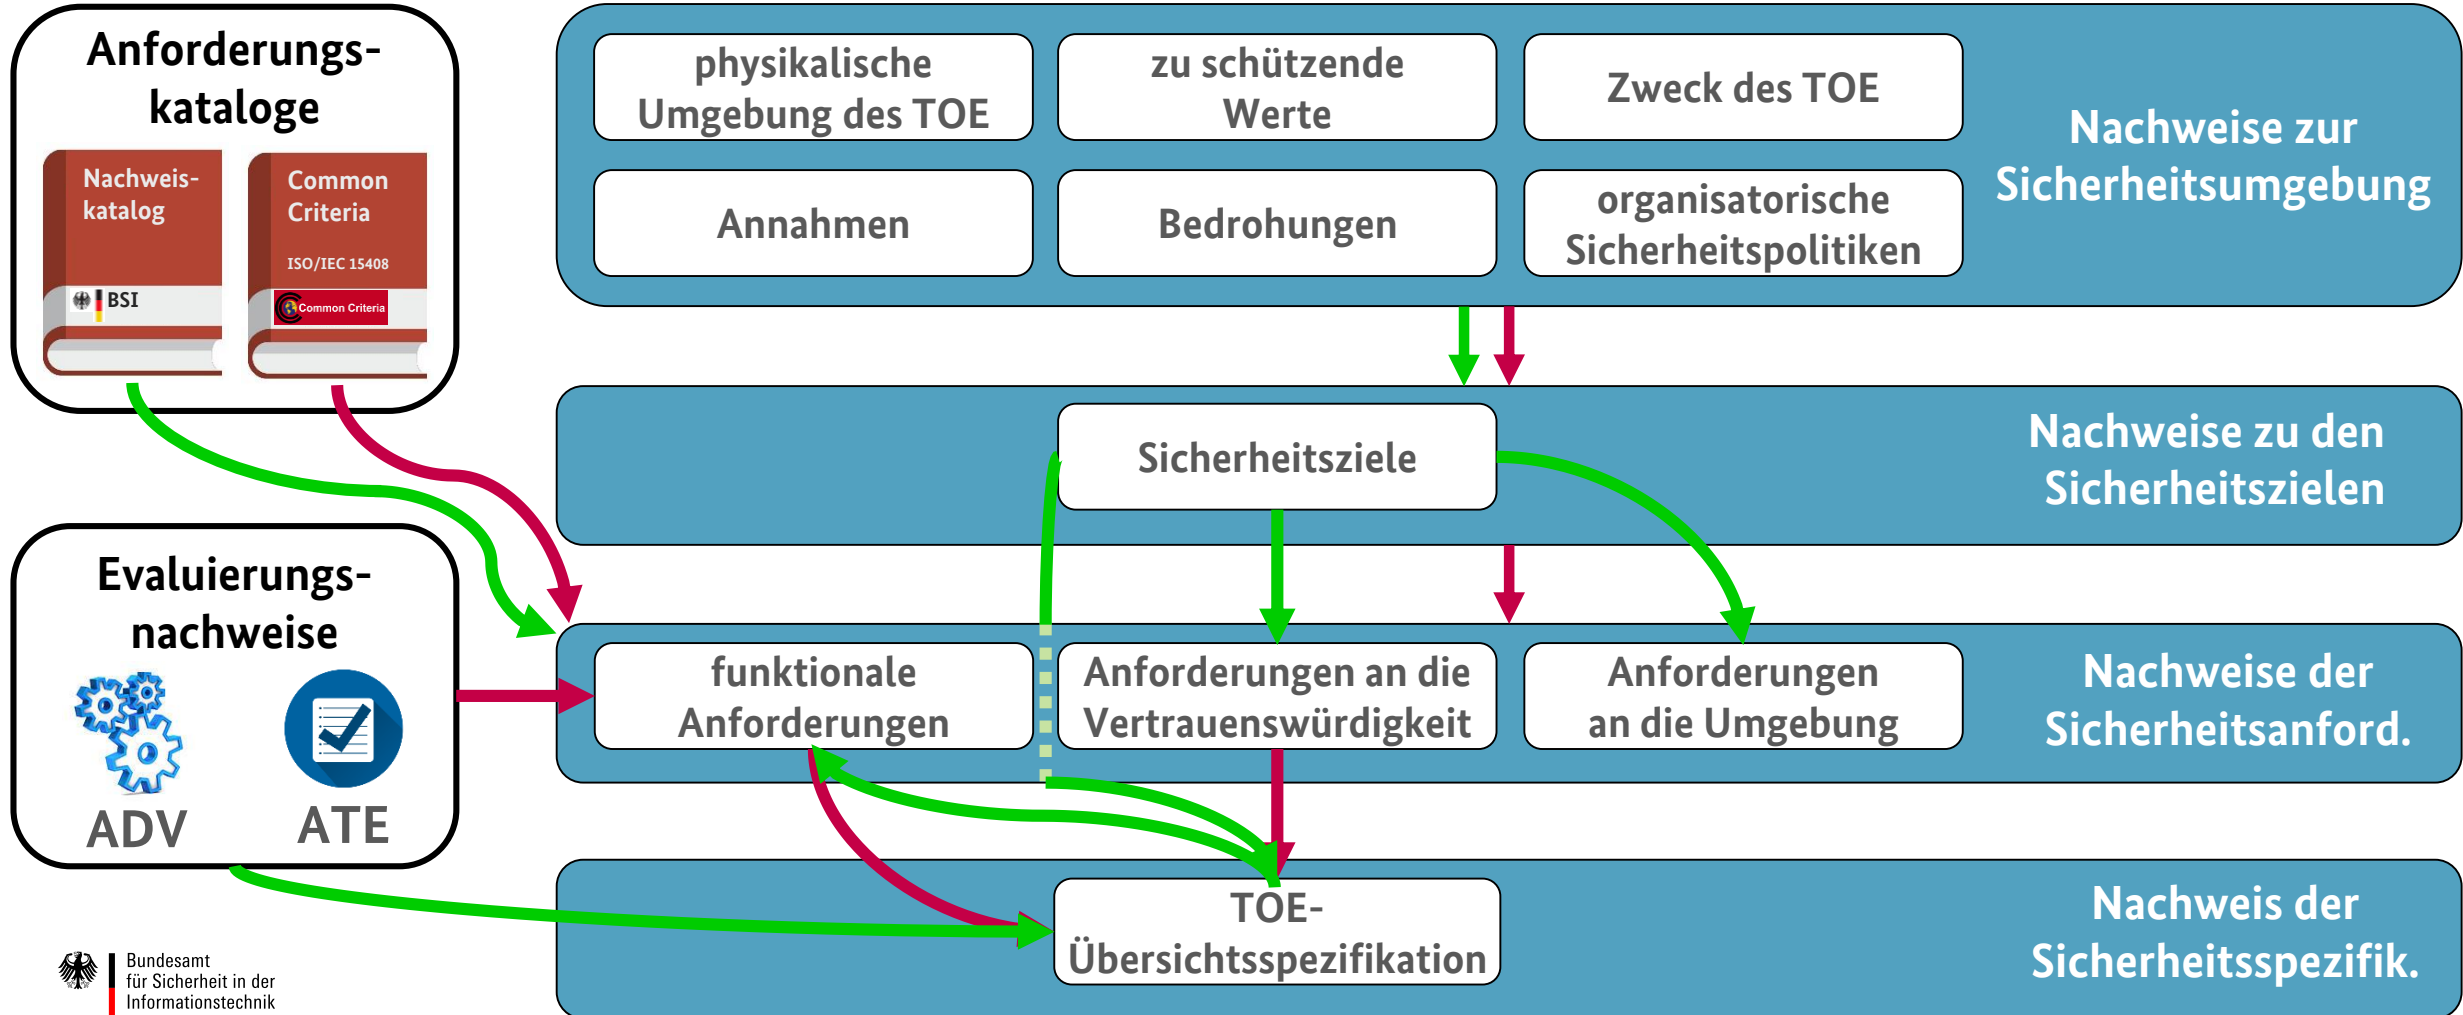 Anforderungs-
kataloge
Nachweis-
katalog
BSI
Common
Criteria
ISO/IEC 15408
Common Criteria
physikalische
Umgebung des TOE
zu schützende
Werte
Zweck des TOE
Annahmen
Bedrohungen
organisatorische
Sicherheitspolitiken
Nachweise zur
Sicherheitsumgebung
Sicherheitsziele
Nachweise zu den
Sicherheitszielen
Evaluierungs-
nachweise
ADV
ATE
funktionale
Anforderungen
Anforderungen an die
Vertrauenswürdigkeit
Anforderungen
an die Umgebung
Nachweise der
Sicherheitsanford.
TOE-
Übersichtsspezifikation
Nachweis der
Sicherheitsspezifik.
Bundesamt
für Sicherheit in der
Informationstechnik